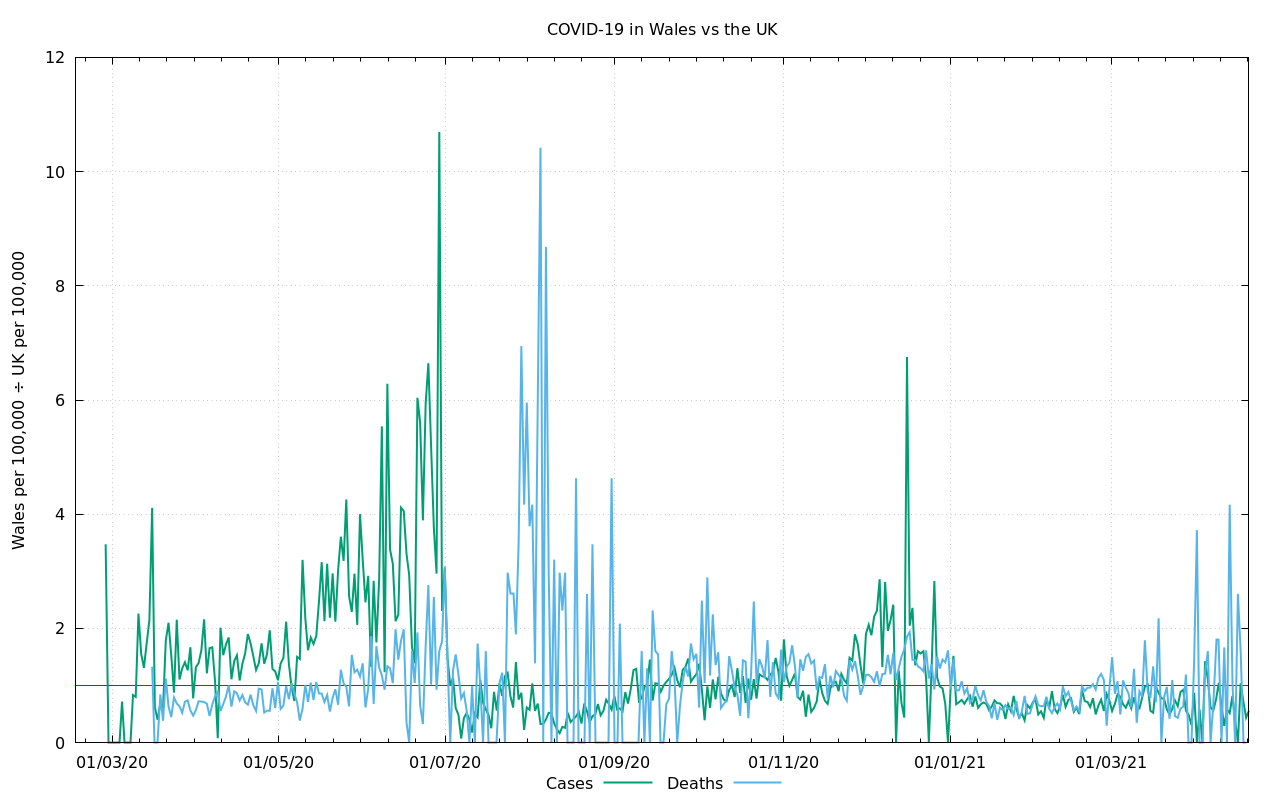 COVID-19 in Wales vs the UK
12
10
8
6
4
2
0
Wales per 100,000 ÷ UK per 100,000
01/03/20 01/05/20 01/07/20 01/09/20 01/11/20 01/01/21 01/03/21
Cases Deaths